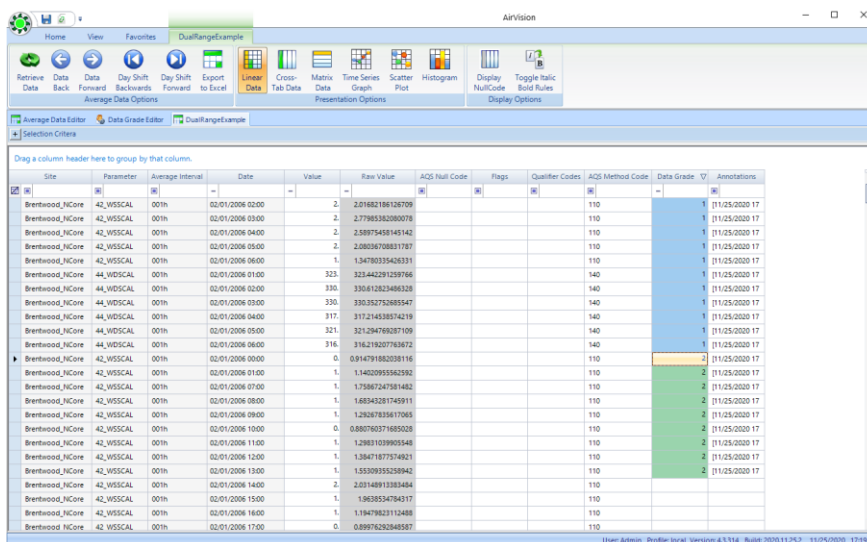 AirVision
Home View Favorites DualRangeExample
Retrieve Data Data Back Data Forward Day Shift Backwards Day Shift Forward Export to Excel Linear Data Cross-Tab Data Matrix Data Time Series Graph Scatter Plot Histogram Display NullCode Toggle Italic Bold Rules
Average Data Options Presentation Options Display Options
Average Data Editor Data Grade Editor DualRangeExample
Selection Critera
Drag a column header here to group by that column.
Site Parameter Average Interval Date Value Raw Value AQS Null Code Flags Qualifier Codes AQS Method Code Data Grade Annotations
Brentwood_NCore 42_WSSCAL 001h 02/01/2006 02:00 2. 2.01682186126709 110 1 [11/25/2020 17
Brentwood_NCore 42_WSSCAL 001h 02/01/2006 03:00 2. 2.77985382080078 110 1 [11/25/2020 17
Brentwood_NCore 42_WSSCAL 001h 02/01/2006 04:00 2. 2.58975458145142 110 1 [11/25/2020 17
Brentwood_NCore 42_WSSCAL 001h 02/01/2006 05:00 2. 2.08036708831787 110 1 [11/25/2020 17
Brentwood_NCore 42_WSSCAL 001h 02/01/2006 06:00 1. 1.34780335426331 110 1 [11/25/2020 17
Brentwood_NCore 44_WDSCAL 001h 02/01/2006 01:00 323. 323.442291259766 140 1 [11/25/2020 17
Brentwood_NCore 44_WDSCAL 001h 02/01/2006 02:00 330. 330.612823486328 140 1 [11/25/2020 17
Brentwood_NCore 44_WDSCAL 001h 02/01/2006 03:00 330. 330.352752685547 140 1 [11/25/2020 17
Brentwood_NCore 44_WDSCAL 001h 02/01/2006 04:00 317. 317.214538574219 140 1 [11/25/2020 17
Brentwood_NCore 44_WDSCAL 001h 02/01/2006 05:00 321. 321.294769287109 140 1 [11/25/2020 17
Brentwood_NCore 44_WDSCAL 001h 02/01/2006 06:00 316. 316.219207763672 140 1 [11/25/2020 17
Brentwood_NCore 42_WSSCAL 001h 02/01/2006 00:00 0. 0.914791882038116 110 2 [11/25/2020 17
Brentwood_NCore 42_WSSCAL 001h 02/01/2006 01:00 1. 1.14020955562592 110 2 [11/25/2020 17
Brentwood_NCore 42_WSSCAL 001h 02/01/2006 07:00 1. 1.75867247581482 110 2 [11/25/2020 17
Brentwood_NCore 42_WSSCAL 001h 02/01/2006 08:00 1. 1.68343281745911 110 2 [11/25/2020 17
Brentwood_NCore 42_WSSCAL 001h 02/01/2006 09:00 1. 1.29267835617065 110 2 [11/25/2020 17
Brentwood_NCore 42_WSSCAL 001h 02/01/2006 10:00 0. 0.880760371685028 110 2 [11/25/2020 17
Brentwood_NCore 42_WSSCAL 001h 02/01/2006 11:00 1. 1.29831039905548 110 2 [11/25/2020 17
Brentwood_NCore 42_WSSCAL 001h 02/01/2006 12:00 1. 1.38471877574921 110 2 [11/25/2020 17
Brentwood_NCore 42_WSSCAL 001h 02/01/2006 13:00 1. 1.55309355258942 110 2 [11/25/2020 17
Brentwood_NCore 42_WSSCAL 001h 02/01/2006 14:00 2. 2.03148913383484 110
Brentwood_NCore 42_WSSCAL 001h 02/01/2006 15:00 1. 1.9638534784317 110
Brentwood_NCore 42_WSSCAL 001h 02/01/2006 16:00 1. 1.19479823112488 110
Brentwood_NCore 42_WSSCAL 001h 02/01/2006 17:00 0. 0.89976292848587 110
User: Admin Profile: local Version 4.3.314 Build: 2020.11.25.2 11/25/2020 17:18